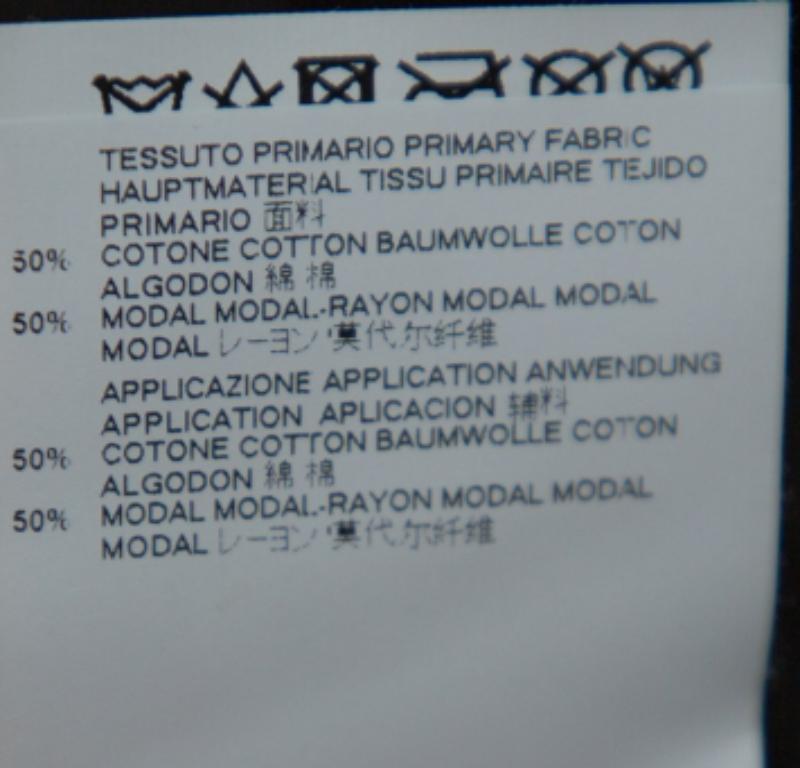 TESSUTO PRIMARIO PRIMARY FABRIC
HAUPTMATERIAL TISSU PRIMAIRE TEJIDO
PRIMARIO 面料
50% COTONE COTTON BAUMWOLLE COTON
ALGODON 綿 棉
50% MODAL MODAL-RAYON MODAL MODAL
MODAL レーヨン 莫代尔纤维
APPLICAZIONE APPLICATION ANWENDUNG
APPLICATION APLICACION 辅料
50% COTONE COTTON BAUMWOLLE COTON
ALGODON 綿 棉
50% MODAL MODAL-RAYON MODAL MODAL
MODAL レーヨン 莫代尔纤维